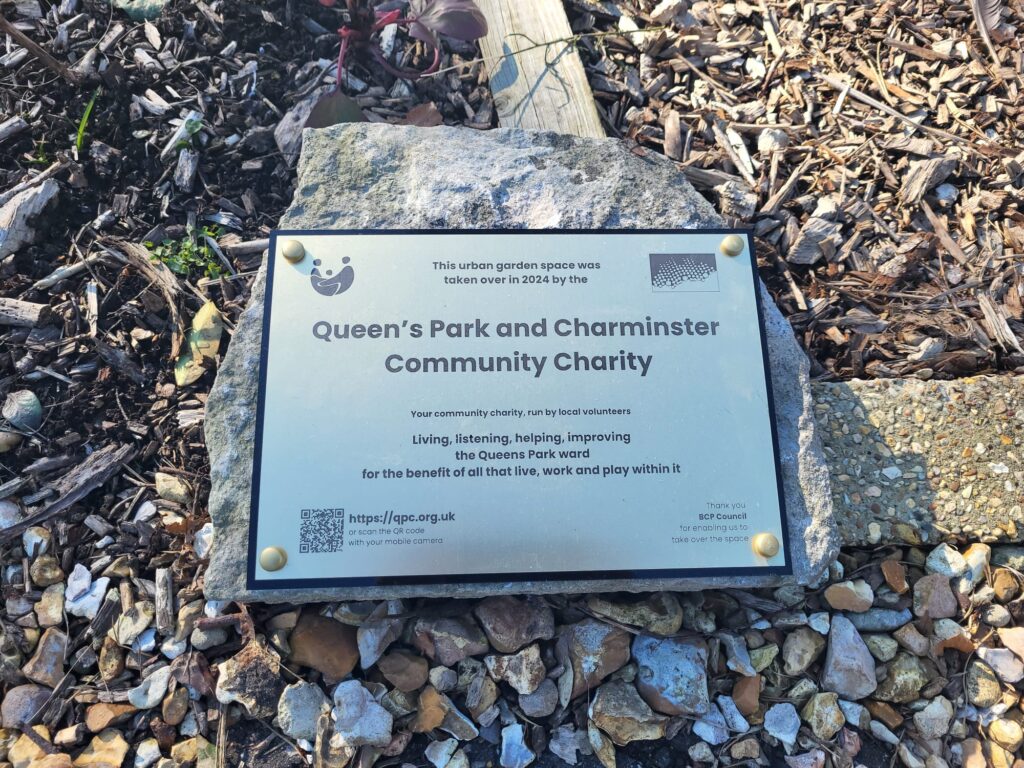 This urban garden space was
taken over in 2024 by the
Queen's Park and Charminster
Community Charity
Your community charity, run by local volunteers
Living, listening, helping, improving
the Queens Park ward
for the benefit of all that live, work and play within it
https://qpc.org.uk
or scan the QR code
with your mobile camera
Thank you
BCP Council
for enabling us to
take over the space